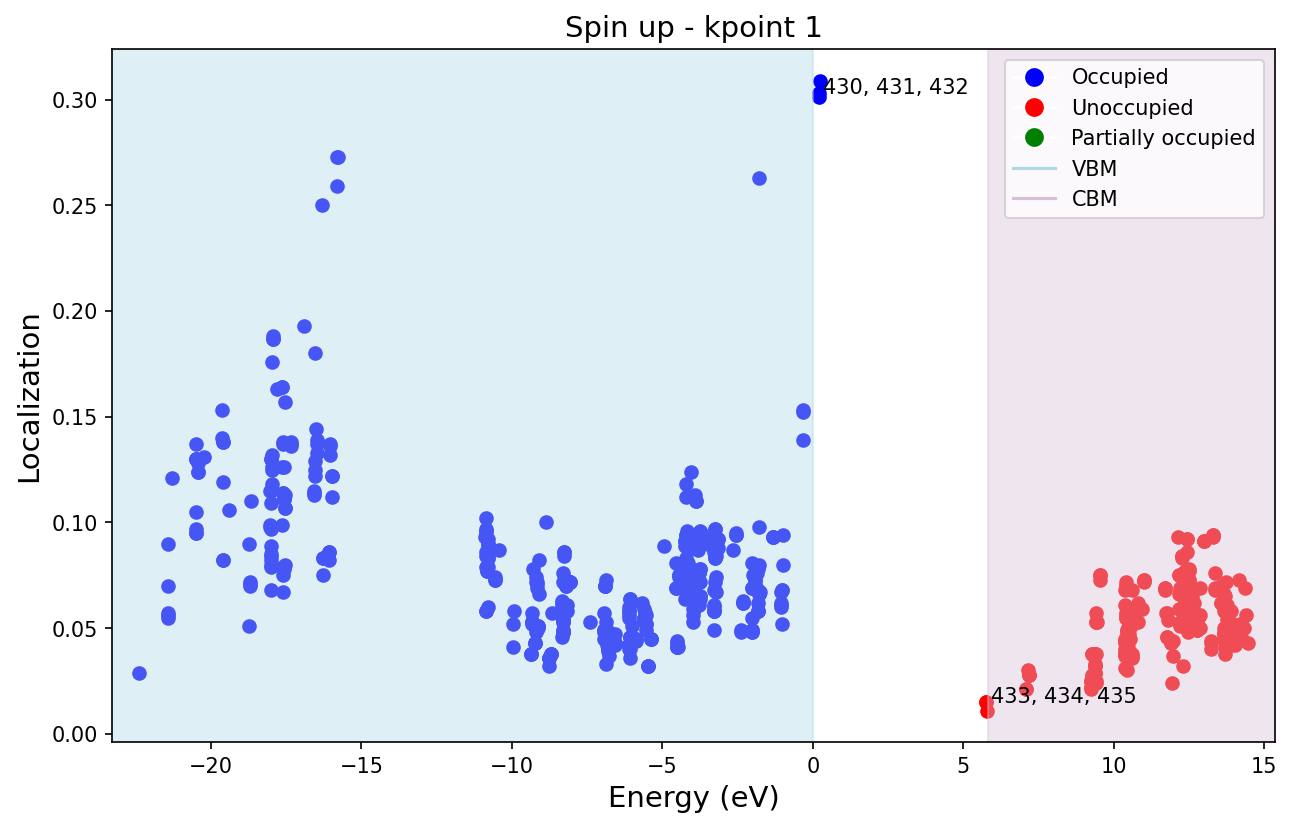 Spin up - kpoint 1
Localization
0.30
0.25
0.20
0.15
0.10
0.05
0.00
430, 431, 432
433, 434, 435
Occupied
Unoccupied
Partially occupied
VBM
CBM
−20
−15
−10
−5
0
5
10
15
Energy (eV)